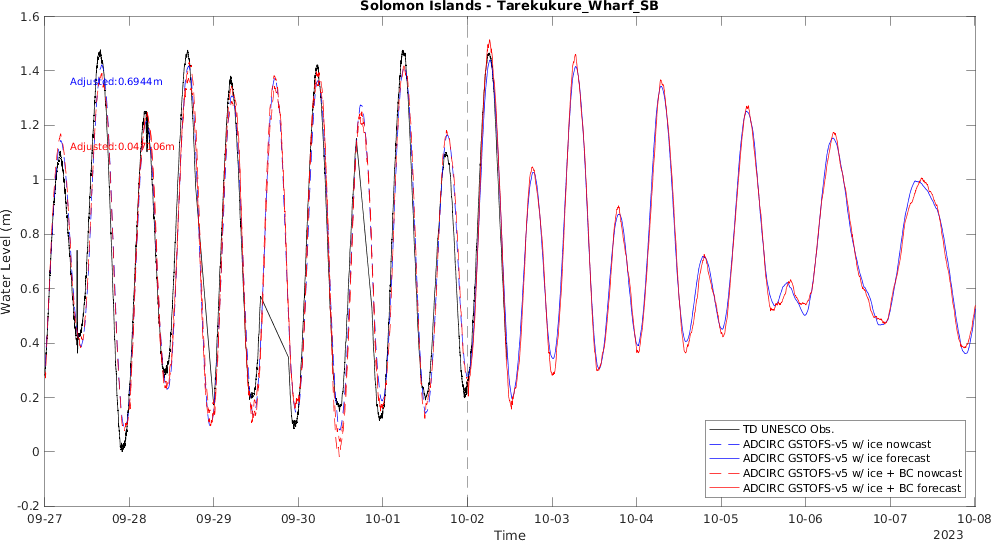 Solomon Islands - Tarekukure_Wharf_SB
1.6
1.4
1.2
1
0.8
0.6
0.4
0.2
0
-0.2
Water Level (m)
Adjusted:0.6944m
TD UNESCO Obs.
ADCIRC GSTOFS-v5 w/ ice nowcast
ADCIRC GSTOFS-v5 w/ ice forecast
ADCIRC GSTOFS-v5 w/ ice + BC nowcast
ADCIRC GSTOFS-v5 w/ ice + BC forecast
09-27 09-28 09-29 09-30 10-01 10-02 10-03 10-04 10-05 10-06 10-07 10-08
Time
2023